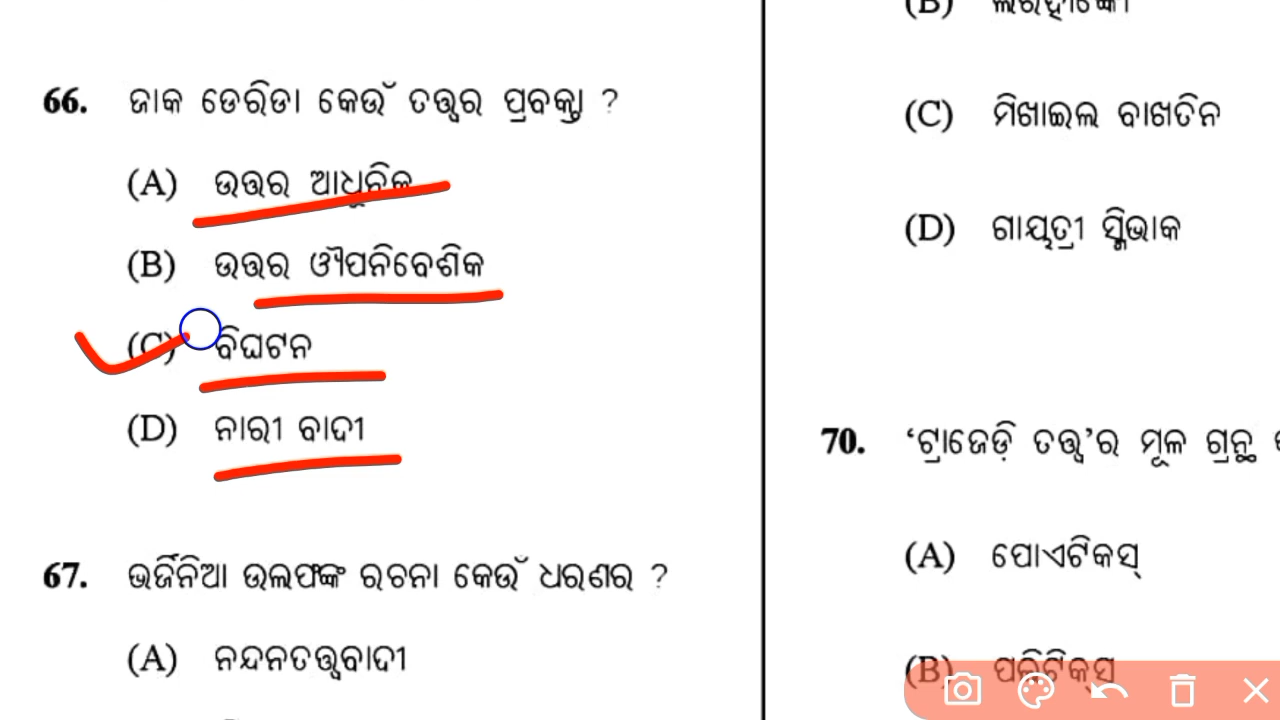 66. ଜାକ ଡେରିଡା କେଉଁ ତତ୍ତ୍ୱର ପ୍ରବକ୍ତା ?
(A) ଉତ୍ତର ଆଧୁନିକ
(B) ଉତ୍ତର ଔପନିବେଶିକ
(C) ବିଘଟନ
(D) ନାରୀ ବାଦୀ
67. ଭର୍ଜିନିଆ ଉଲଫଙ୍କ ରଚନା କେଉଁ ଧରଣର ?
(A) ନନ୍ଦନତତ୍ତ୍ୱବାଦୀ
(B)
(C) ମିଖାଇଲ ବାଖତିନ
(D) ଗାୟତ୍ରୀ ସ୍ପିଭାକ
70. ‘ଟ୍ରାଜେଡ଼ି ତତ୍ତ୍ୱ’ର ମୂଳ ଗ୍ରନ୍ଥ
(A) ପୋଏଟିକସ୍
(B) ପଲିଟିକ୍ସ